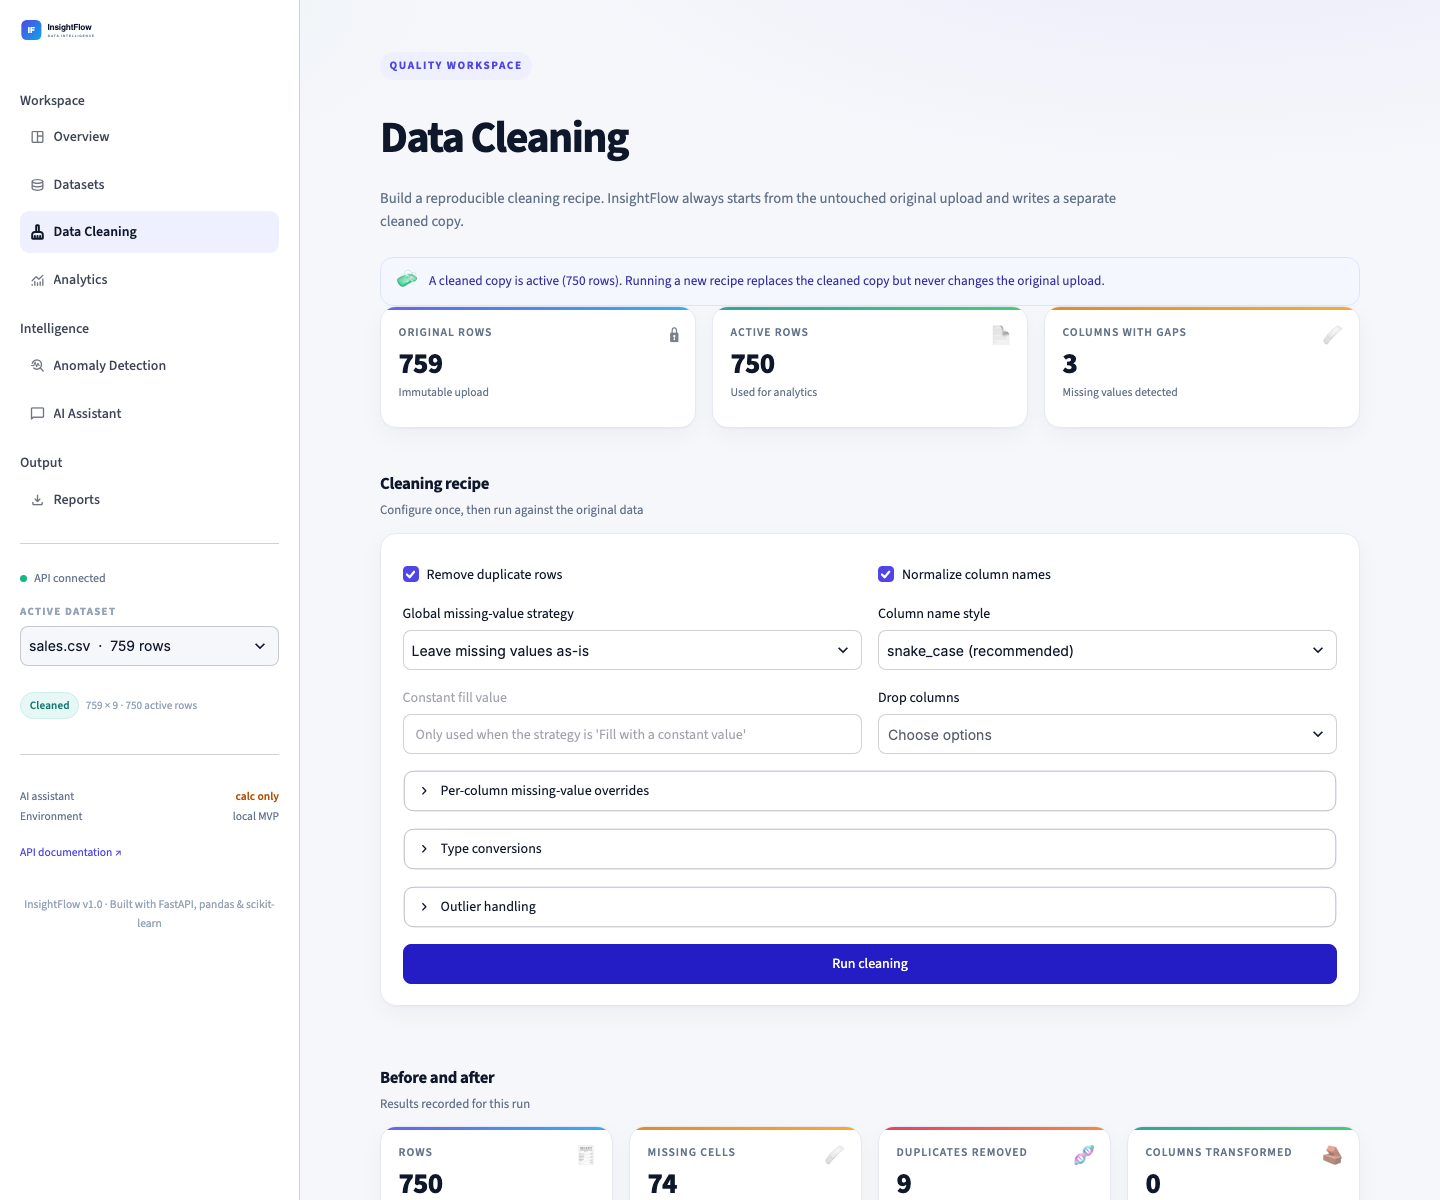 IF InsightFlow
DATA INTELLIGENCE
Workspace
Overview
Datasets
Data Cleaning
Analytics
Intelligence
Anomaly Detection
AI Assistant
Output
Reports
API connected
ACTIVE DATASET
sales.csv · 759 rows
Cleaned 759 × 9 · 750 active rows
AI assistant calc only
Environment local MVP
API documentation ↗
InsightFlow v1.0 · Built with FastAPI, pandas & scikit-
learn
QUALITY WORKSPACE
Data Cleaning
Build a reproducible cleaning recipe. InsightFlow always starts from the untouched original upload and writes a separate
cleaned copy.
A cleaned copy is active (750 rows). Running a new recipe replaces the cleaned copy but never changes the original upload.
ORIGINAL ROWS
759
Immutable upload
ACTIVE ROWS
750
Used for analytics
COLUMNS WITH GAPS
3
Missing values detected
Cleaning recipe
Configure once, then run against the original data
Remove duplicate rows
Normalize column names
Global missing-value strategy
Column name style
Leave missing values as-is
snake_case (recommended)
Constant fill value
Drop columns
Only used when the strategy is 'Fill with a constant value'
Choose options
Per-column missing-value overrides
Type conversions
Outlier handling
Run cleaning
Before and after
Results recorded for this run
ROWS
750
MISSING CELLS
74
DUPLICATES REMOVED
9
COLUMNS TRANSFORMED
0